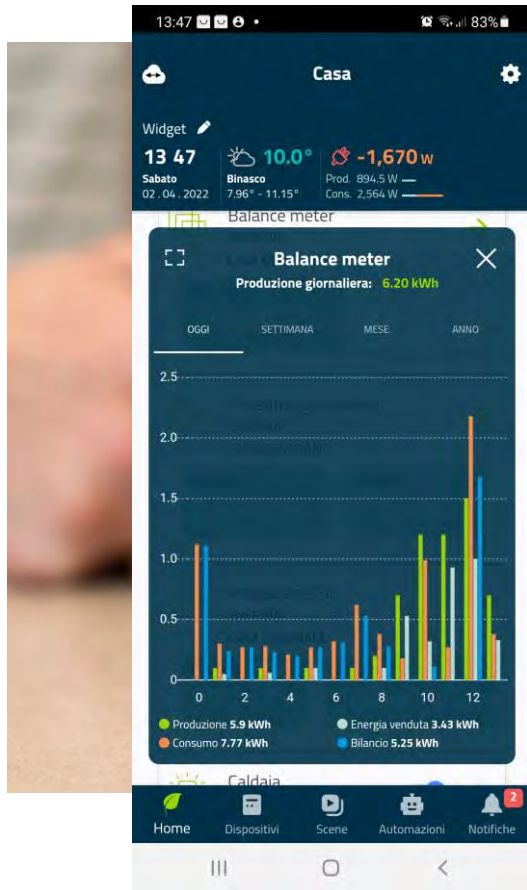 13:47 83%
Casa
Widget
13 47 10.0° -1,670 W
Sabato Binasco Prod. 894.5 W
02.04.2022 7.96° - 11.15° Cons. 2,564 W
Balance meter
Balance meter
Produzione giornaliera: 6.20 kWh
OGGI SETTIMANA MESE ANNO
2.5
2.0
1.5
1.0
0.5
0
0 2 4 6 8 10 12
Produzione 5.9 kWh Energia venduta 3.43 kWh
Consumo 7.77 kWh Bilancio 5.25 kWh
Caldaia
2
Home Dispositivi Scene Automazioni Notifiche